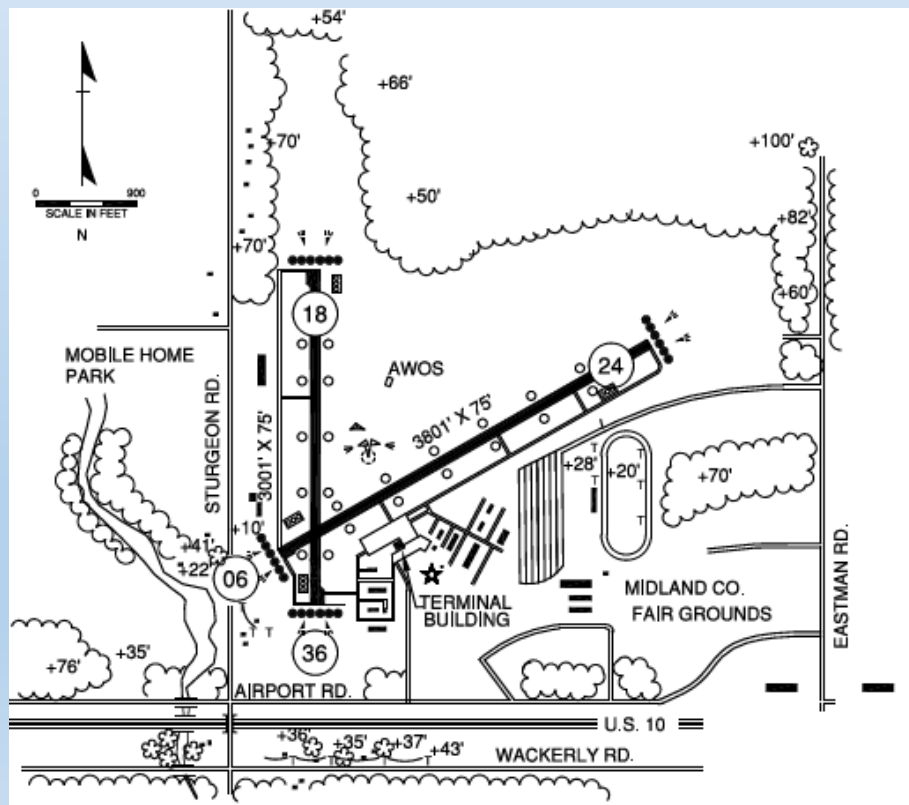 +54'
+66'
+70'
+100'
0 900
SCALE IN FEET
N
+50'
+82'
+70'
+60'
18
24
MOBILE HOME
PARK
AWOS
STURGEON RD.
3001' X 75'
3801' X 75'
+28'
+20'
+70'
+10'
+41'
+22'
06
TERMINAL
BUILDING
MIDLAND CO.
FAIR GROUNDS
EASTMAN RD.
36
+76'
+35'
AIRPORT RD.
U.S. 10
+36'
+35'
+37'
+43'
WACKERLY RD.